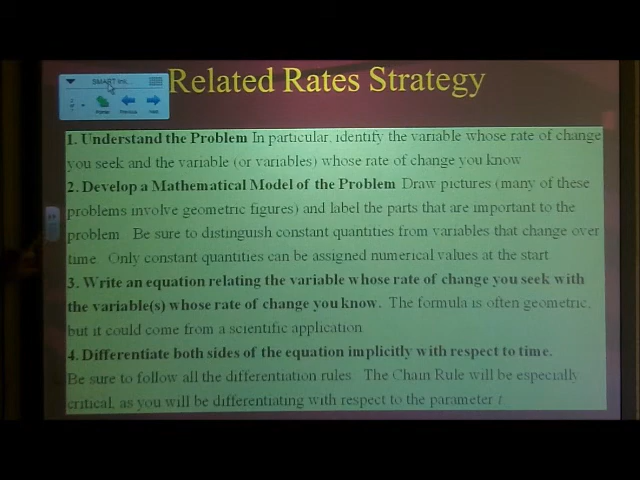 SMART Ink...
Related Rates Strategy
Previous
Next
1. Understand the Problem In particular, identify the variable whose rate of change
you seek and the variable (or variables) whose rate of change you know
2. Develop a Mathematical Model of the Problem Draw pictures (many of these
problems involve geometric figures) and label the parts that are important to the
problem. Be sure to distinguish constant quantities from variables that change over
time. Only constant quantities can be assigned numerical values at the start
3. Write an equation relating the variable whose rate of change you seek with
the variable(s) whose rate of change you know. The formula is often geometric,
but it could come from a scientific application
4. Differentiate both sides of the equation implicitly with respect to time.
Be sure to follow all the differentiation rules. The Chain Rule will be especially
critical, as you will be differentiating with respect to the parameter t.